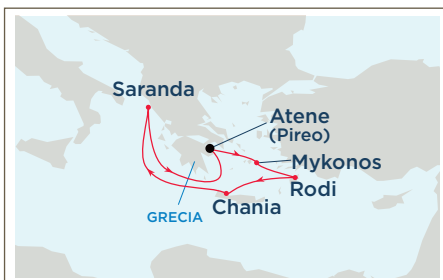 Saranda
Atene
(Pireo)
Mykonos
Rodi
Chania
GRECIA